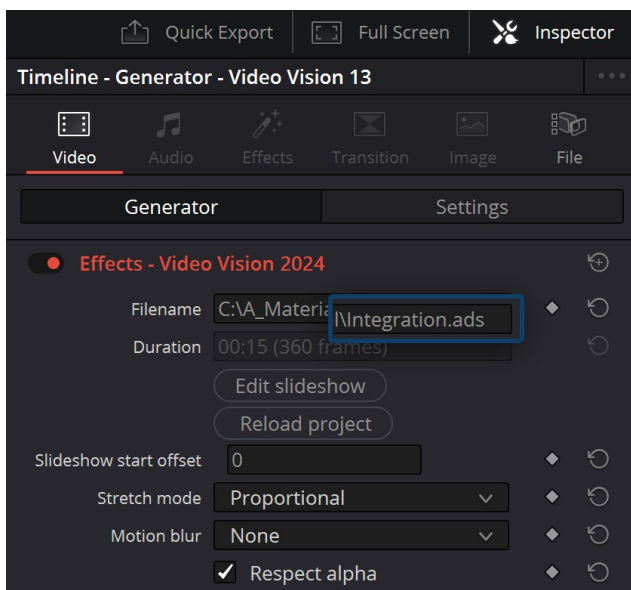 Quick Export Full Screen Inspector
Timeline - Generator - Video Vision 13
Video Audio Effects Transition Image File
Generator Settings
Effects - Video Vision 2024
Filename C:\A_Materia l\Integration.ads
Duration 00:15 (360 frames)
Edit slideshow
Reload project
Slideshow start offset 0
Stretch mode Proportional
Motion blur None
Respect alpha